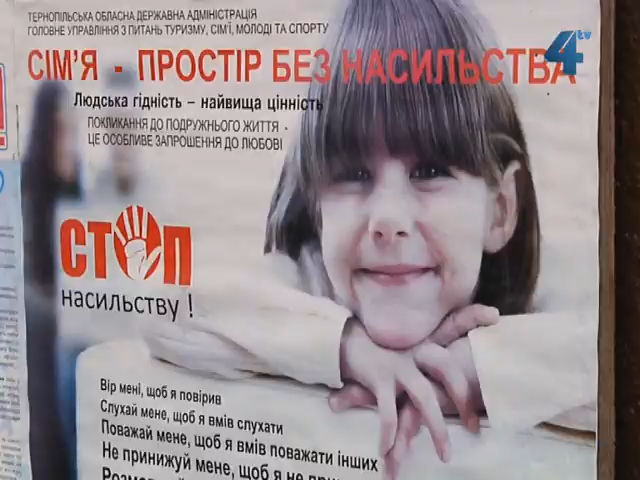 ТЕРНОПІЛЬСЬКА ОБЛАСНА ДЕРЖАВНА АДМІНІСТРАЦІЯ
ГОЛОВНЕ УПРАВЛІННЯ З ПИТАНЬ ТУРИЗМУ, СІМ'Ї, МОЛОДІ ТА СПОРТУ
СІМ'Я - ПРОСТІР БЕЗ НАСИЛЬСТВА
4 tv
Людська гідність – найвища цінність
ПОКЛИКАННЯ ДО ПОДРУЖНЬОГО ЖИТТЯ -
ЦЕ ОСОБЛИВЕ ЗАПРОШЕННЯ ДО ЛЮБОВІ
СТОП
насильству !
Вір мені, щоб я повірив
Слухай мене, щоб я вмів слухати
Поважай мене, щоб я вмів поважати інших
Не принижуй мене, щоб я не